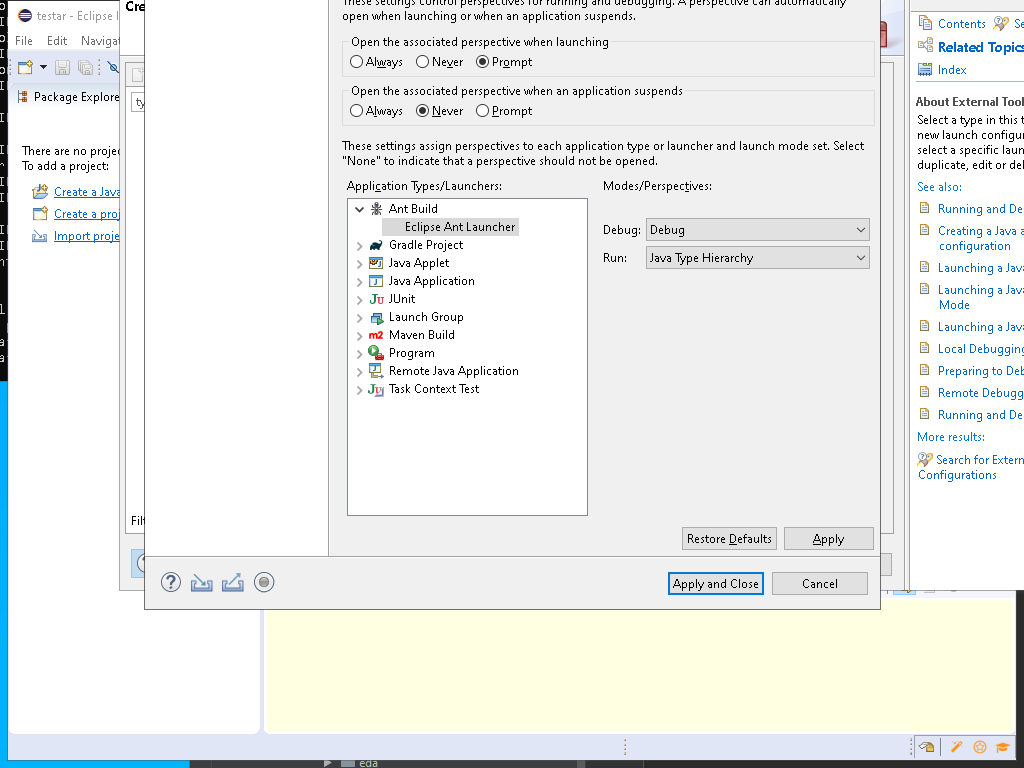 testar - Eclipse I
Cre
File Edit Navigat
Package Explore
ty
There are no projec
To add a project:
Create a Java
Create a proj
Import proje
Filt
These settings control perspectives for running and debugging. A perspective can automatically
open when launching or when an application suspends.
Open the associated perspective when launching
Always Never Prompt
Open the associated perspective when an application suspends
Always Never Prompt
These settings assign perspectives to each application type or launcher and launch mode set. Select
"None" to indicate that a perspective should not be opened.
Application Types/Launchers:
Modes/Perspectives:
Ant Build
Eclipse Ant Launcher
Gradle Project
Java Applet
Java Application
JUnit
Launch Group
Maven Build
Program
Remote Java Application
Task Context Test
Debug: Debug
Run: Java Type Hierarchy
Restore Defaults Apply
Apply and Close Cancel
Contents Se
Related Topics
Index
About External Tool
Select a type in this t
new launch configur
select a specific laun
duplicate, edit or del
See also:
Running and De
Creating a Java a
configuration
Launching a Java
Launching a Java
Mode
Launching a Java
Local Debugging
Preparing to Deb
Remote Debugg
Running and De
More results:
Search for Extern
Configurations
eda